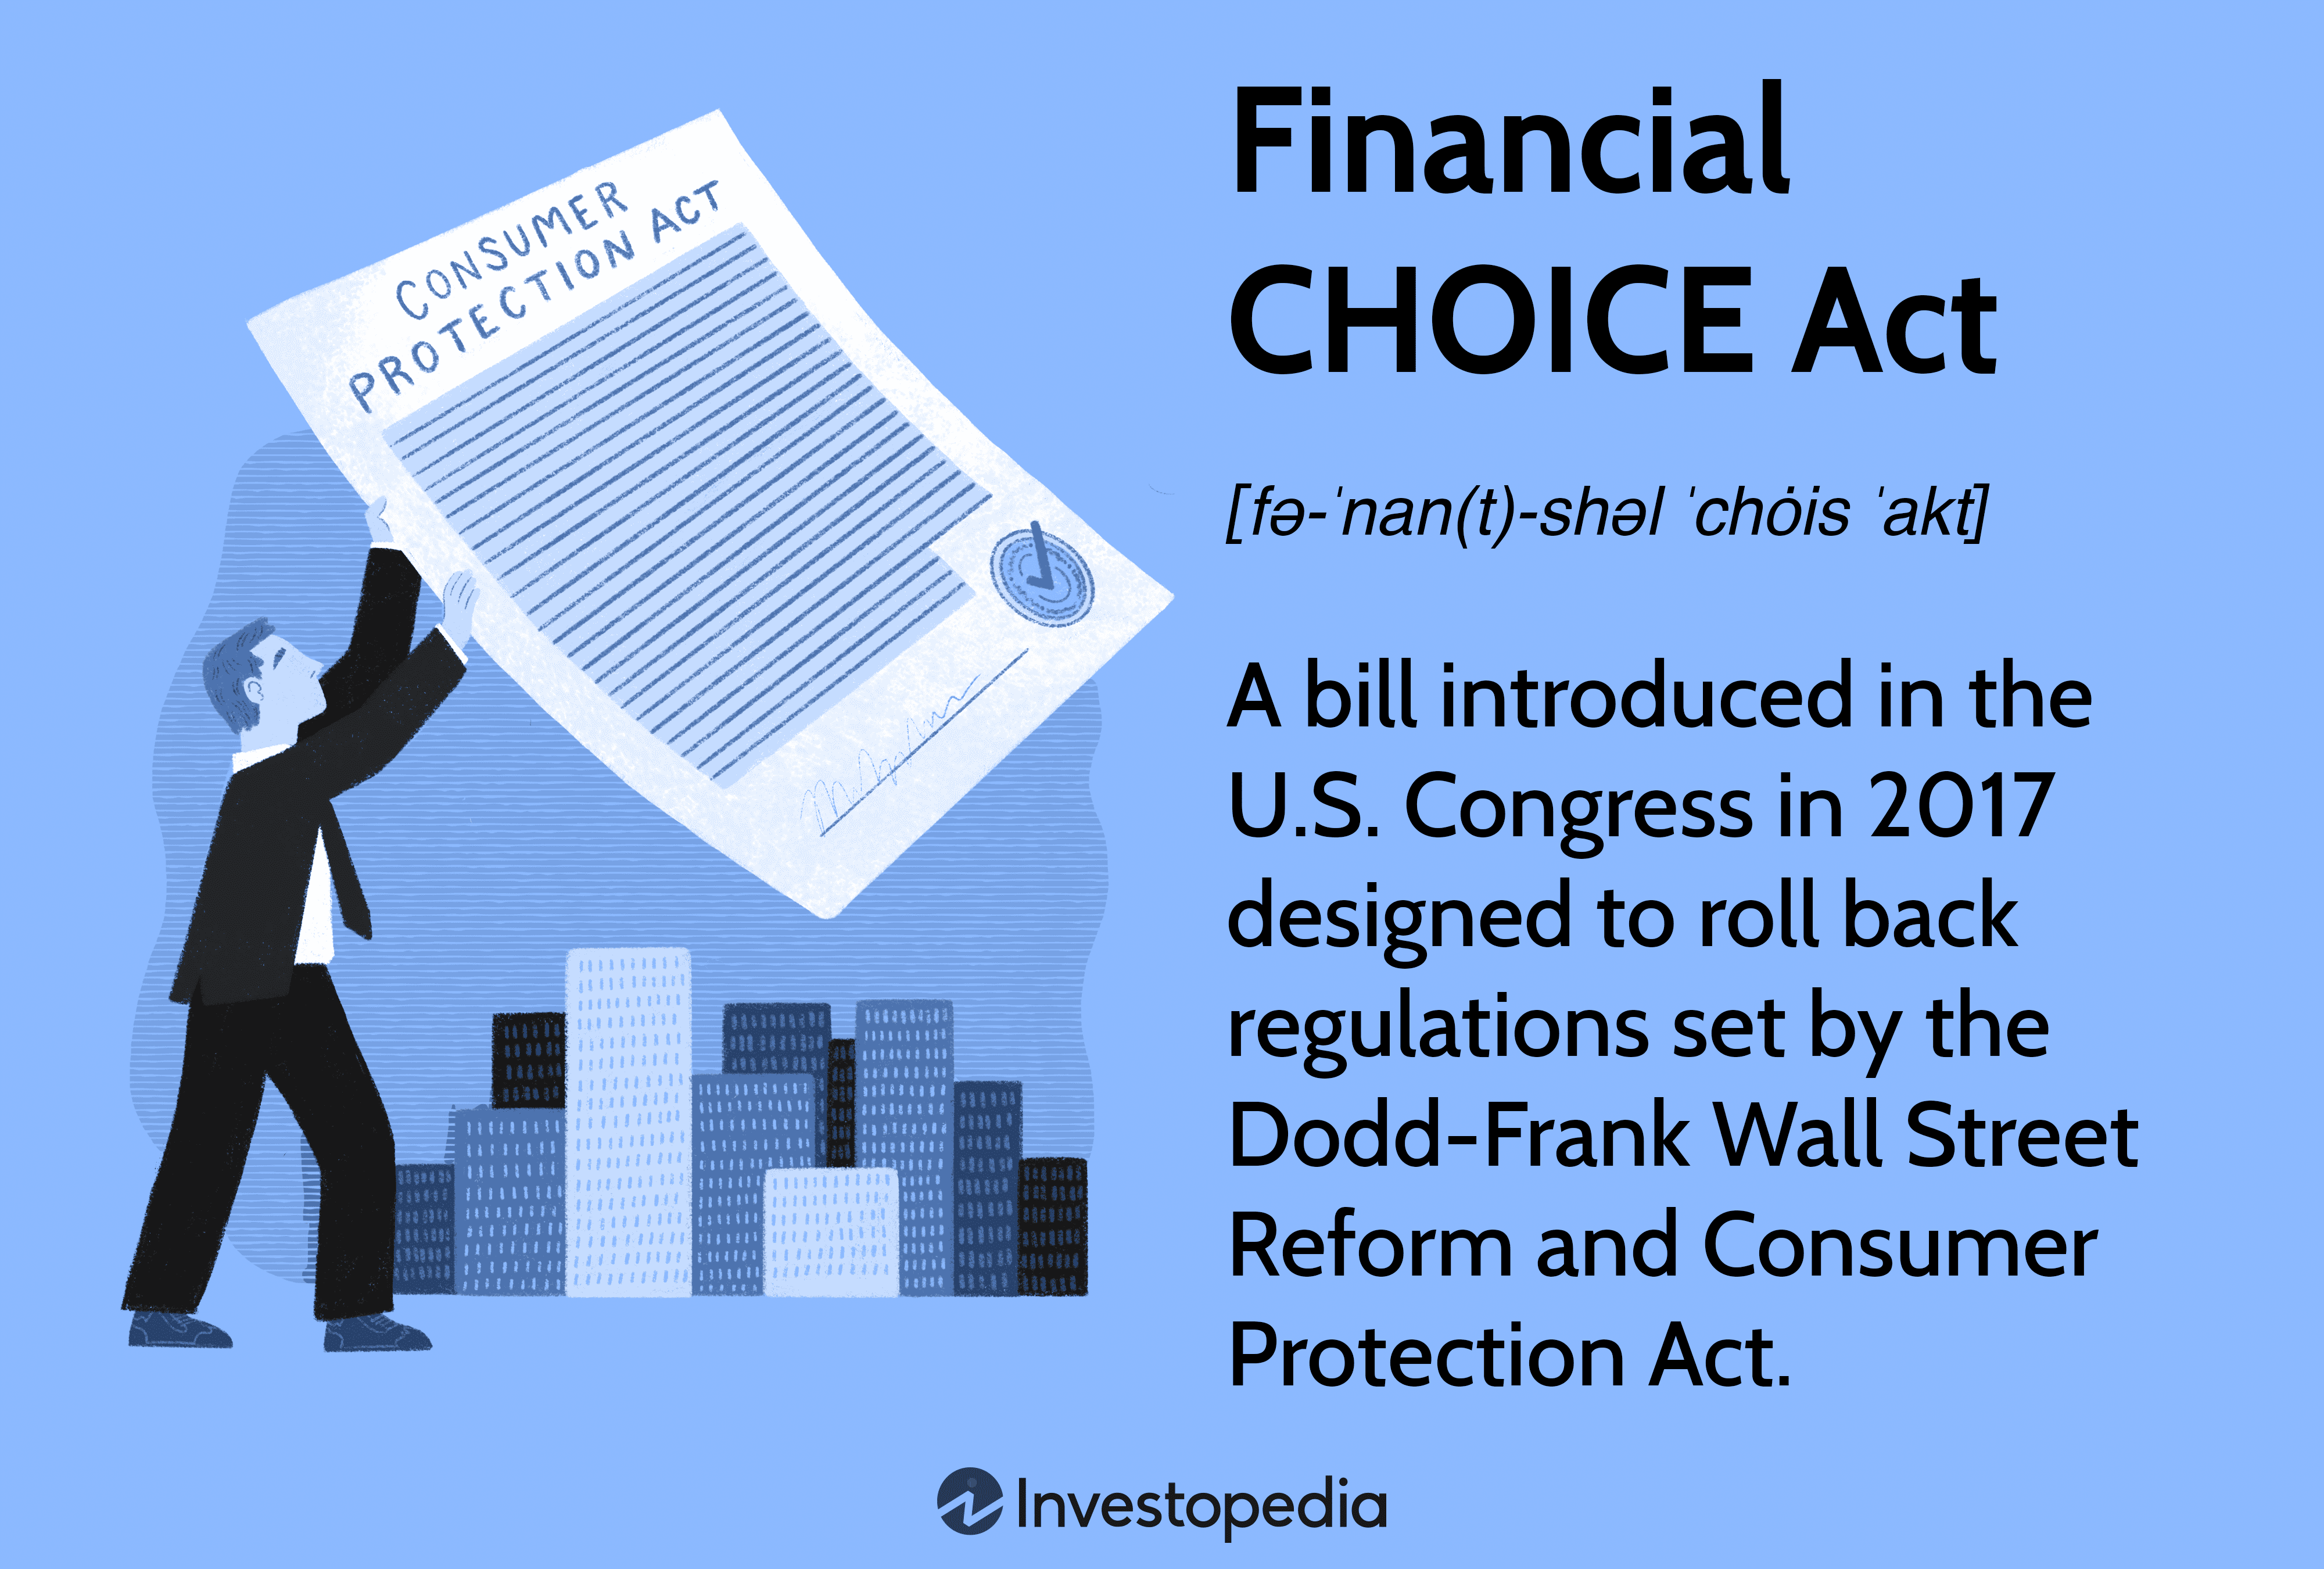 CONSUMER
PROTECTION ACT
Financial
CHOICE Act
[fə-ˈnan(t)-shəl ˈchȯis ˈakt]
A bill introduced in the
U.S. Congress in 2017
designed to roll back
regulations set by the
Dodd-Frank Wall Street
Reform and Consumer
Protection Act.
Investopedia